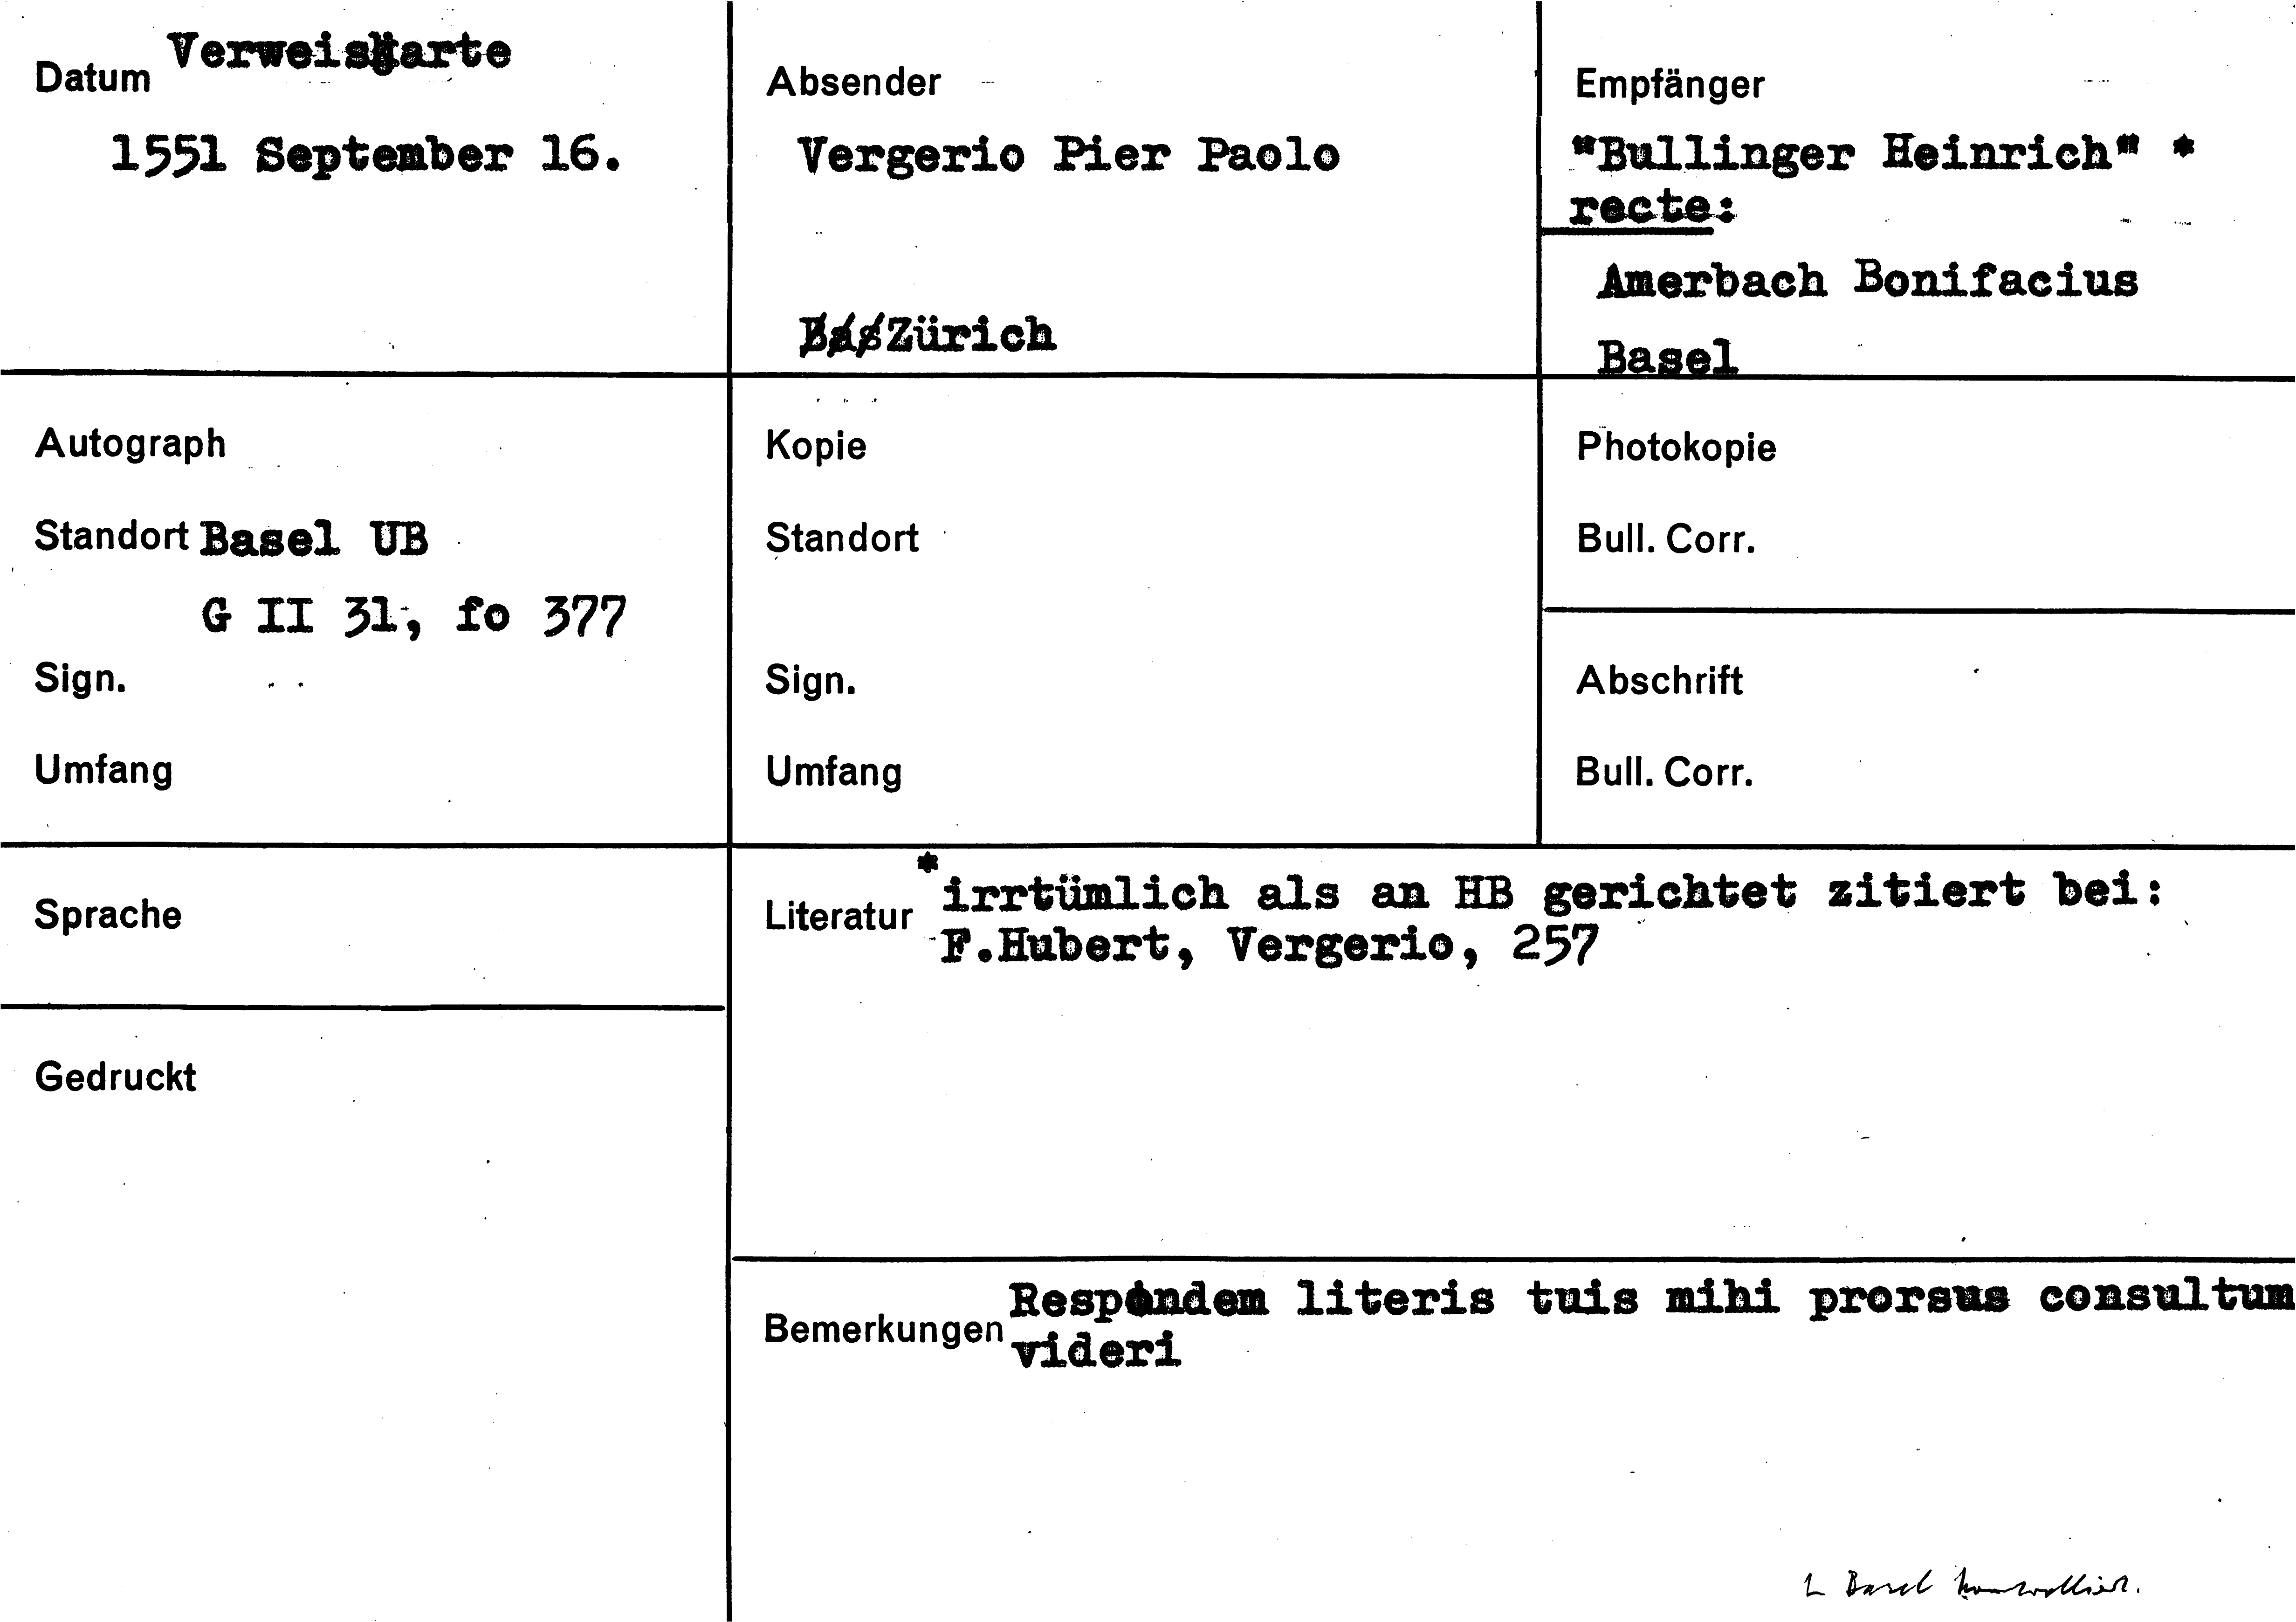 Verweiskarte
Datum
1551 September 16.
Absender
Vergerio Pier Paolo
Zürich
Empfänger
"Bullinger Heinrich" *
recte:
Amerbach Bonifacius
Basel
Autograph
Standort Basel UB
G II 31, fo 377
Sign.
Umfang
Kopie
Standort
Sign.
Umfang
Photokopie
Bull. Corr.
Abschrift
Bull. Corr.
Sprache
Gedruckt
*
irrtümlich als an HB gerichtet zitiert bei:
Literatur
F.Hubert, Vergerio, 257
Respondem literis tuis mihi prorsus consultum
Bemerkungen
videri
Basel kontrolliert.